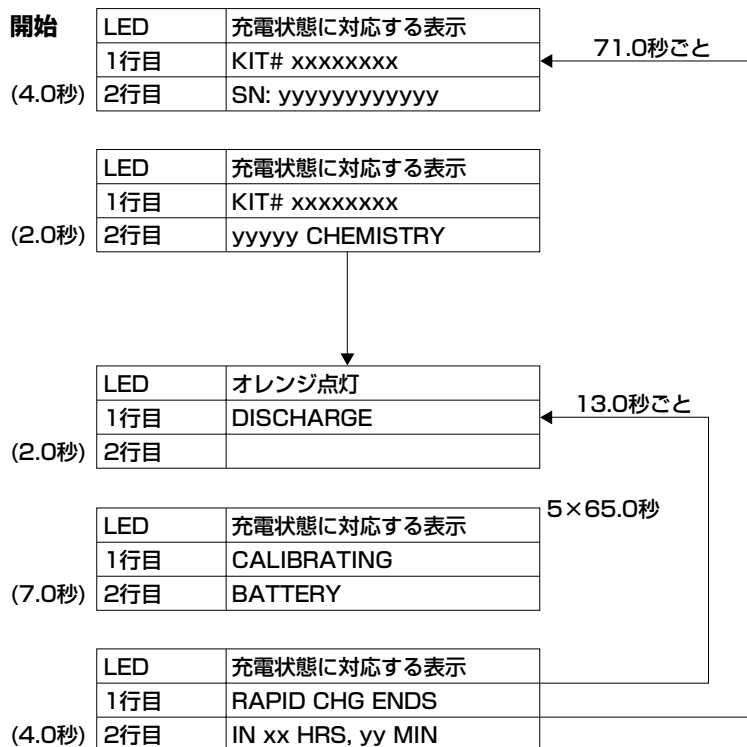 開始
LED 充電状態に対応する表示
1行目 KIT# xxxxxxxx
(4.0秒) 2行目 SN: yyyyyyyyyyyy
71.0秒ごと
LED 充電状態に対応する表示
1行目 KIT# xxxxxxxx
(2.0秒) 2行目 yyyyy CHEMISTRY
LED オレンジ点灯
1行目 DISCHARGE
(2.0秒) 2行目
13.0秒ごと
5×65.0秒
LED 充電状態に対応する表示
1行目 CALIBRATING
(7.0秒) 2行目 BATTERY
LED 充電状態に対応する表示
1行目 RAPID CHG ENDS
(4.0秒) 2行目 IN xx HRS, yy MIN